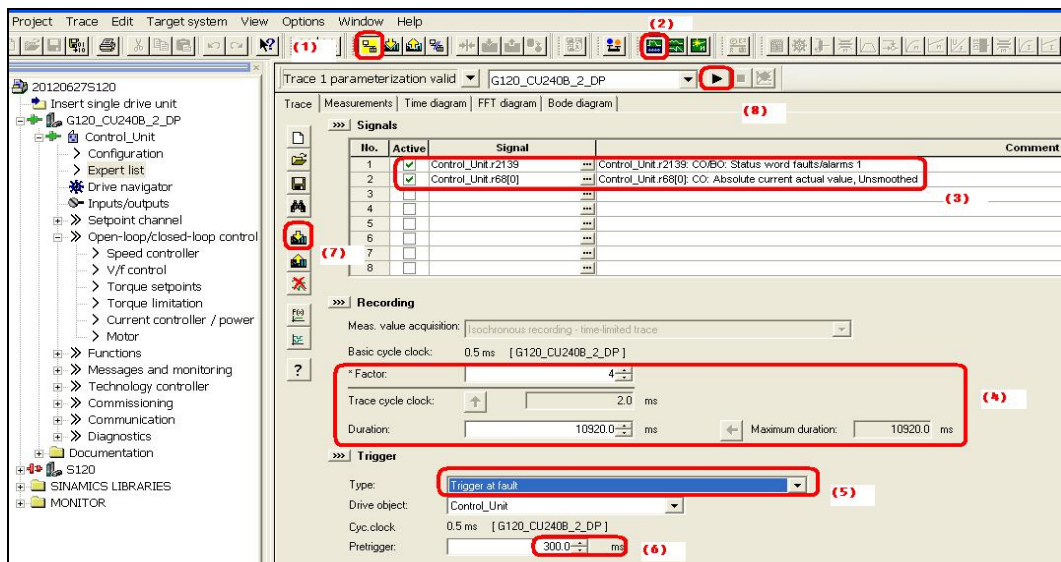 Project Trace Edit Target system View Options Window Help
(1)
(2)
Trace 1 parameterization valid
G120_CU240B_2_DP
(8)
Trace
Measurements
Time diagram
FFT diagram
Bode diagram
20120627S120
Insert single drive unit
G120_CU240B_2_DP
Control_Unit
Configuration
Expert list
Drive navigator
Inputs/outputs
Setpoint channel
Open-loop/closed-loop control
Speed controller
V/f control
Torque setpoints
Torque limitation
Current controller / power
Motor
Functions
Messages and monitoring
Technology controller
Commissioning
Communication
Diagnostics
Documentation
S120
SINAMICS LIBRARIES
MONITOR
Signals
No. Active Signal Comment
1 Control_Unit.r2139 ... Control_Unit.r2139: CO/BO: Status word faults/alarms 1
2 Control_Unit.r68[0] ... Control_Unit.r68[0]: CO: Absolute current actual value, Unsmoothed
3 ...
4 ...
5 ...
6 ...
7 ...
8 ...
(3)
(7)
Recording
Meas. value acquisition: Isochronous recording - time-limited trace
Basic cycle clock: 0.5 ms [G120_CU240B_2_DP]
* Factor: 4
Trace cycle clock: 2.0 ms
Duration: 10920.0 ms Maximum duration: 10920.0 ms
(4)
Trigger
Type: Trigger at fault
(5)
Drive object: Control_Unit
Cyc.clock 0.5 ms [G120_CU240B_2_DP]
Pretrigger: 300.0 ms
(6)